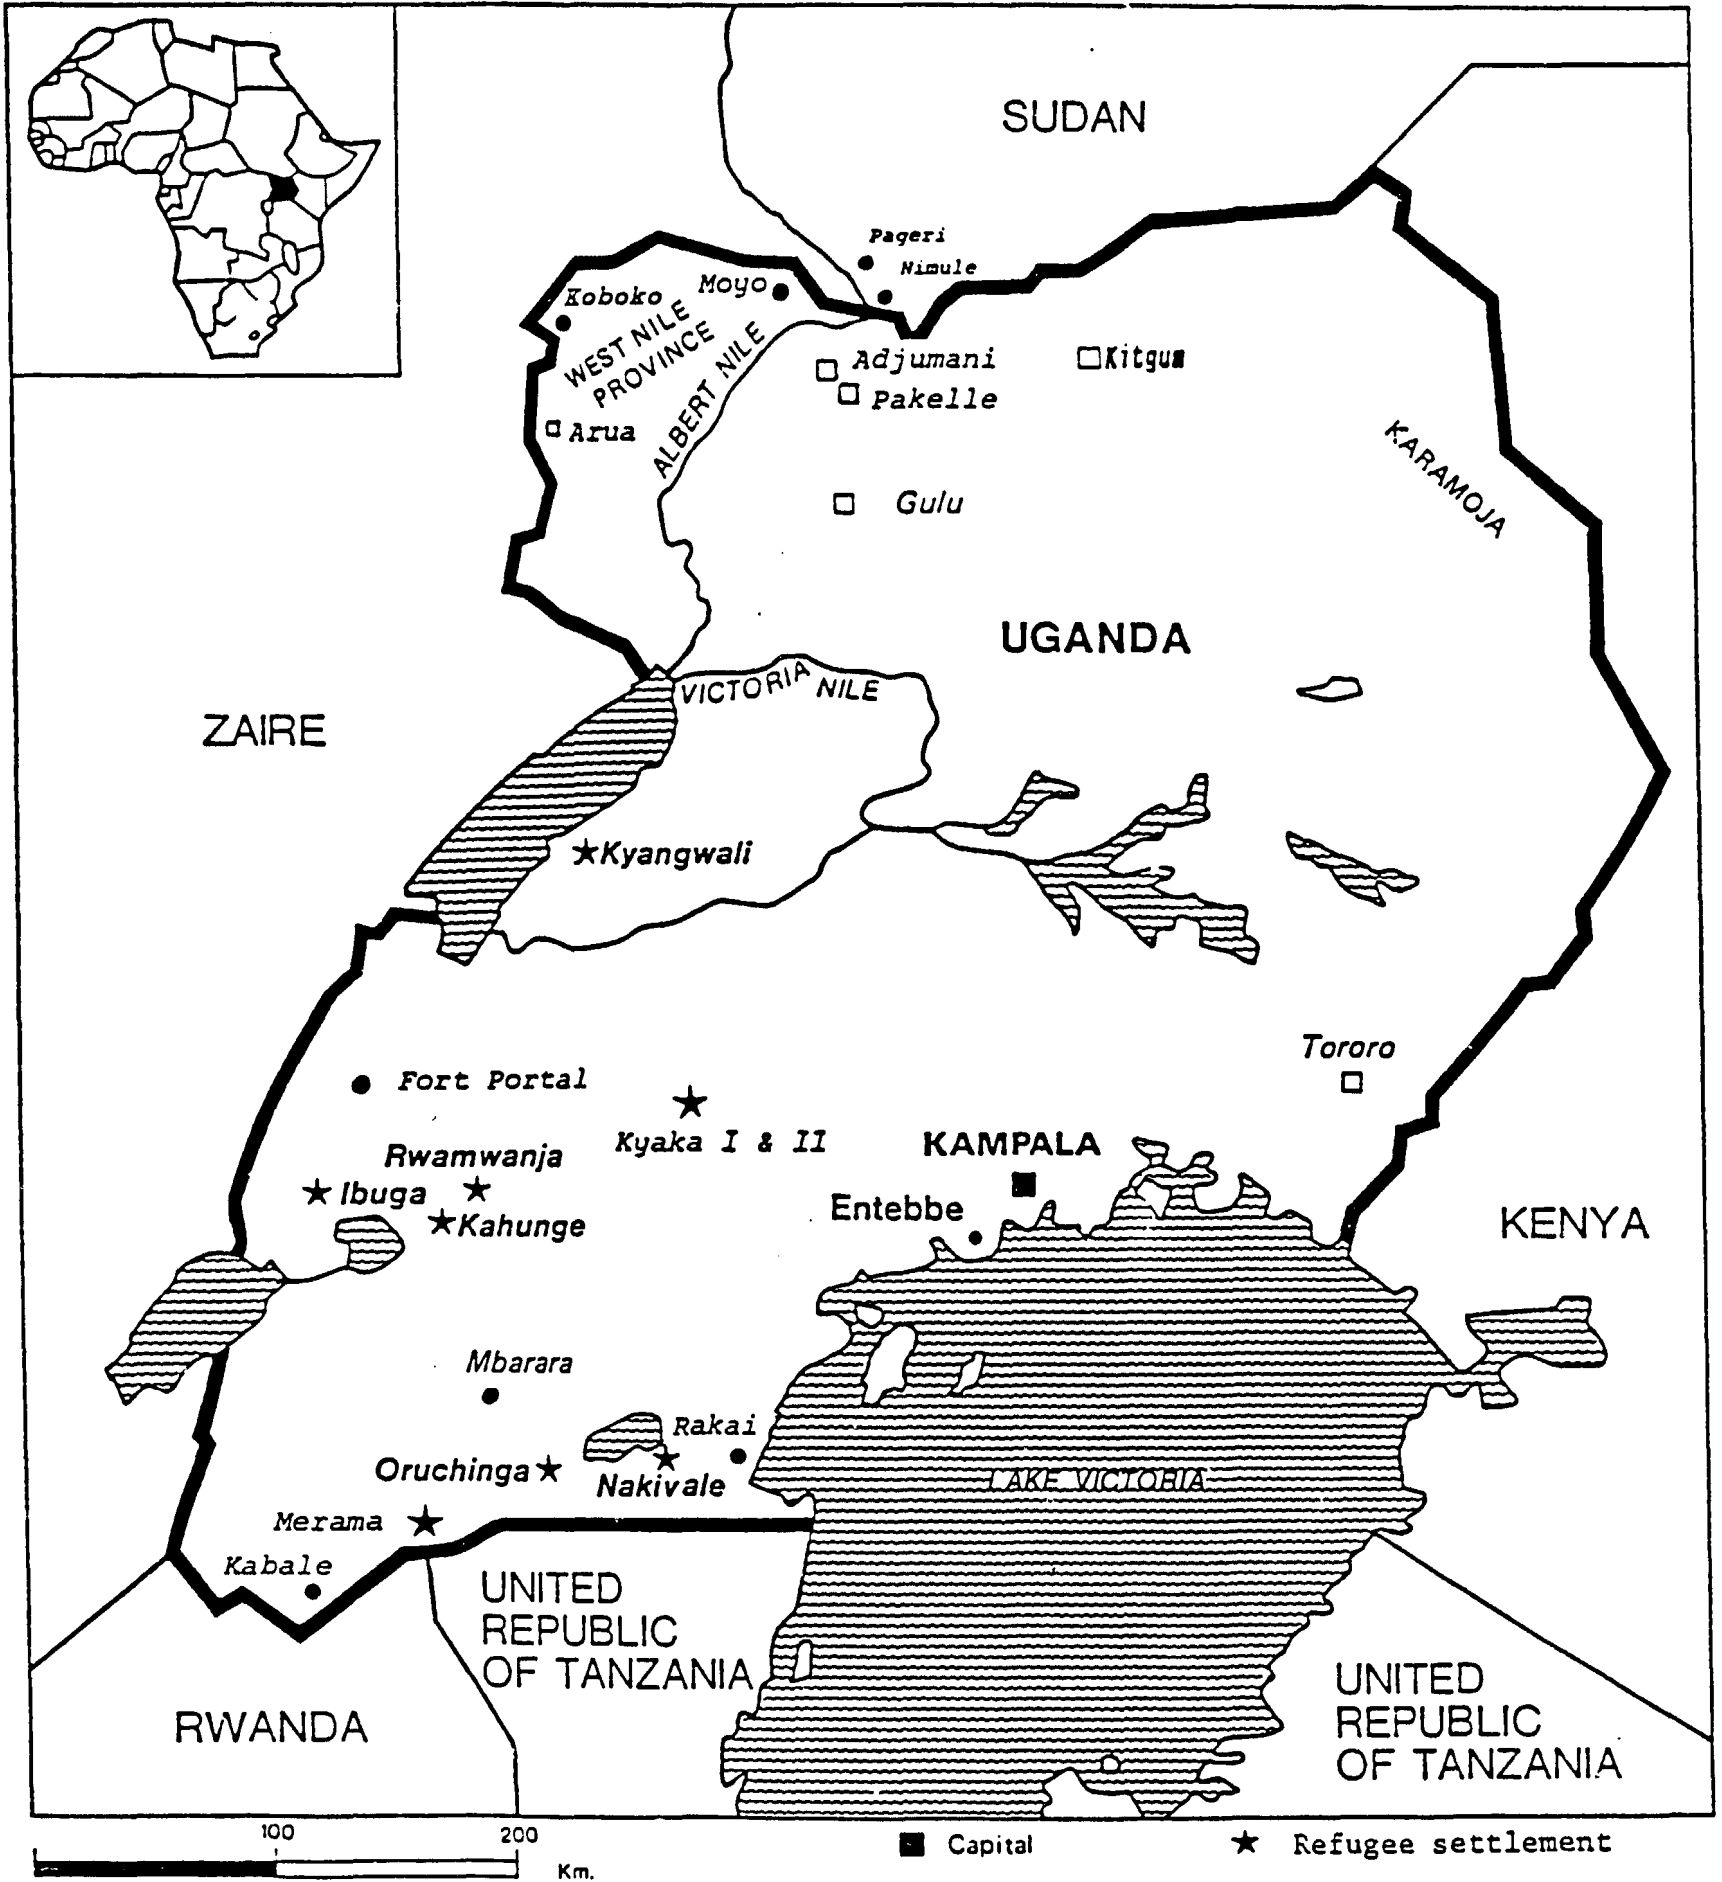 SUDAN
Pageri
Nimule
Moyo
Koboko
WEST NILE
PROVINCE
ALBERT NILE
Adjumani
Kitgum
Pakelle
Arua
KARAMOJA
Gulu
UGANDA
VICTORIA NILE
ZAIRE
Kyangwali
Tororo
Fort Portal
Kyaka I & II
KAMPALA
Rwamwanja
Ibuga
Kahunge
Entebbe
KENYA
Mbarara
Rakai
Oruchinga
Nakivale
LAKE VICTORIA
Merama
Kabale
UNITED
REPUBLIC
OF TANZANIA
RWANDA
UNITED
REPUBLIC
OF TANZANIA
100 200
Km.
Capital
Refugee settlement